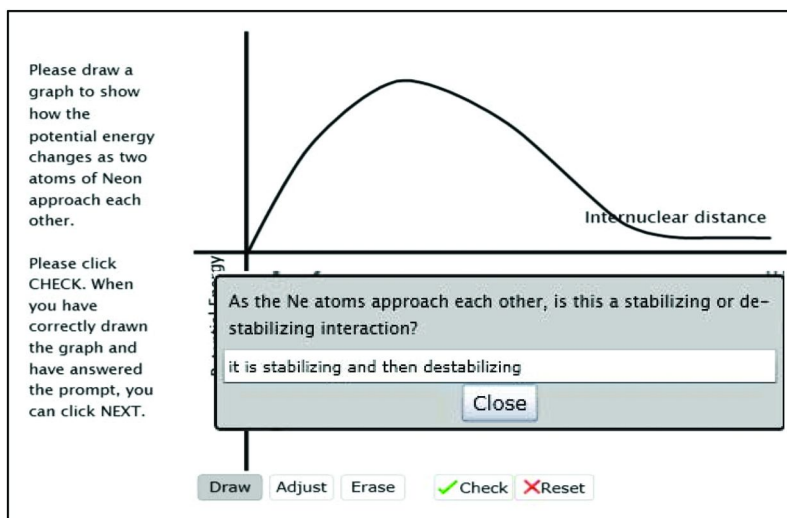 Please draw a
graph to show
how the
potential energy
changes as two
atoms of Neon
approach each
other.
Please click
CHECK. When
you have
correctly drawn
the graph and
have answered
the prompt, you
can click NEXT.
Internuclear distance
As the Ne atoms approach each other, is this a stabilizing or de-
stabilizing interaction?
it is stabilizing and then destabilizing
Close
Draw
Adjust
Erase
Check
Reset